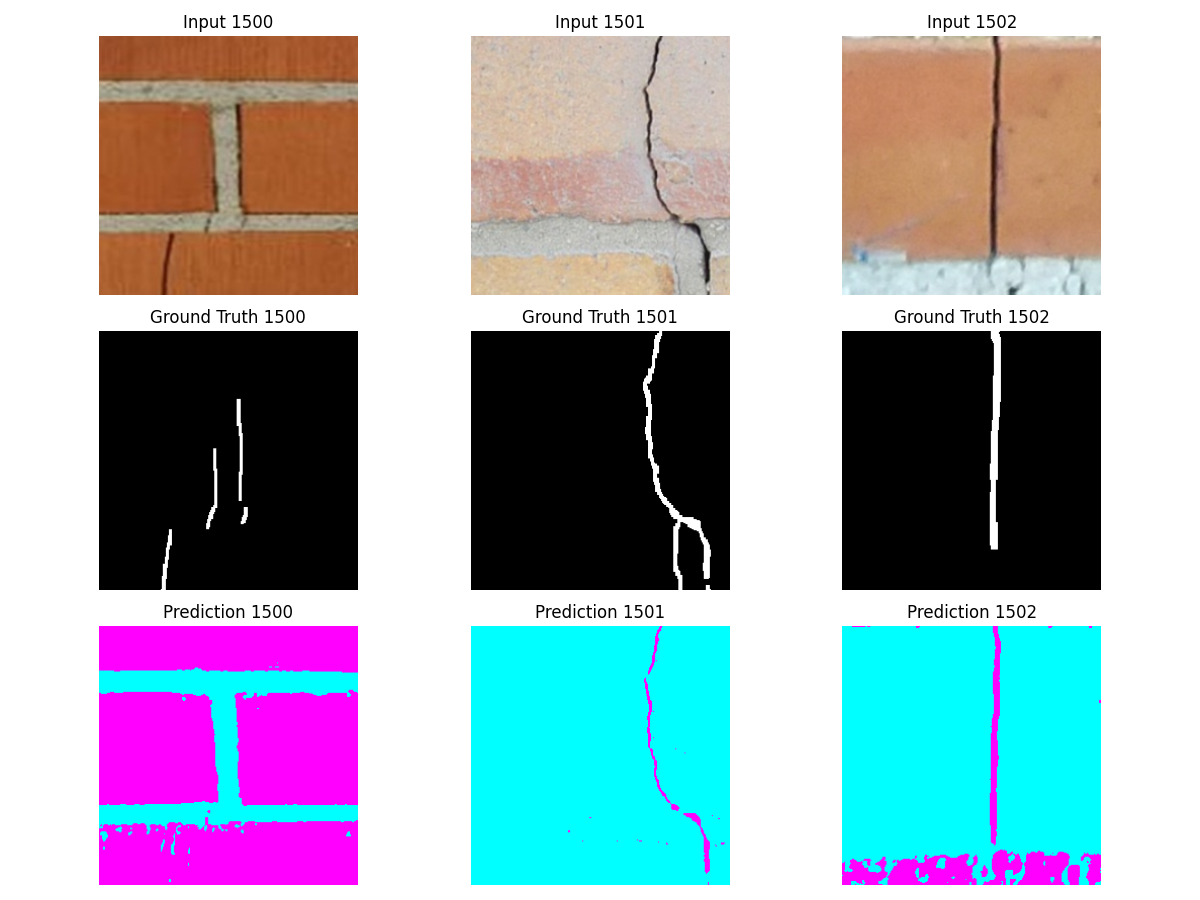 Input 1500
Input 1501
Input 1502
Ground Truth 1500
Ground Truth 1501
Ground Truth 1502
Prediction 1500
Prediction 1501
Prediction 1502